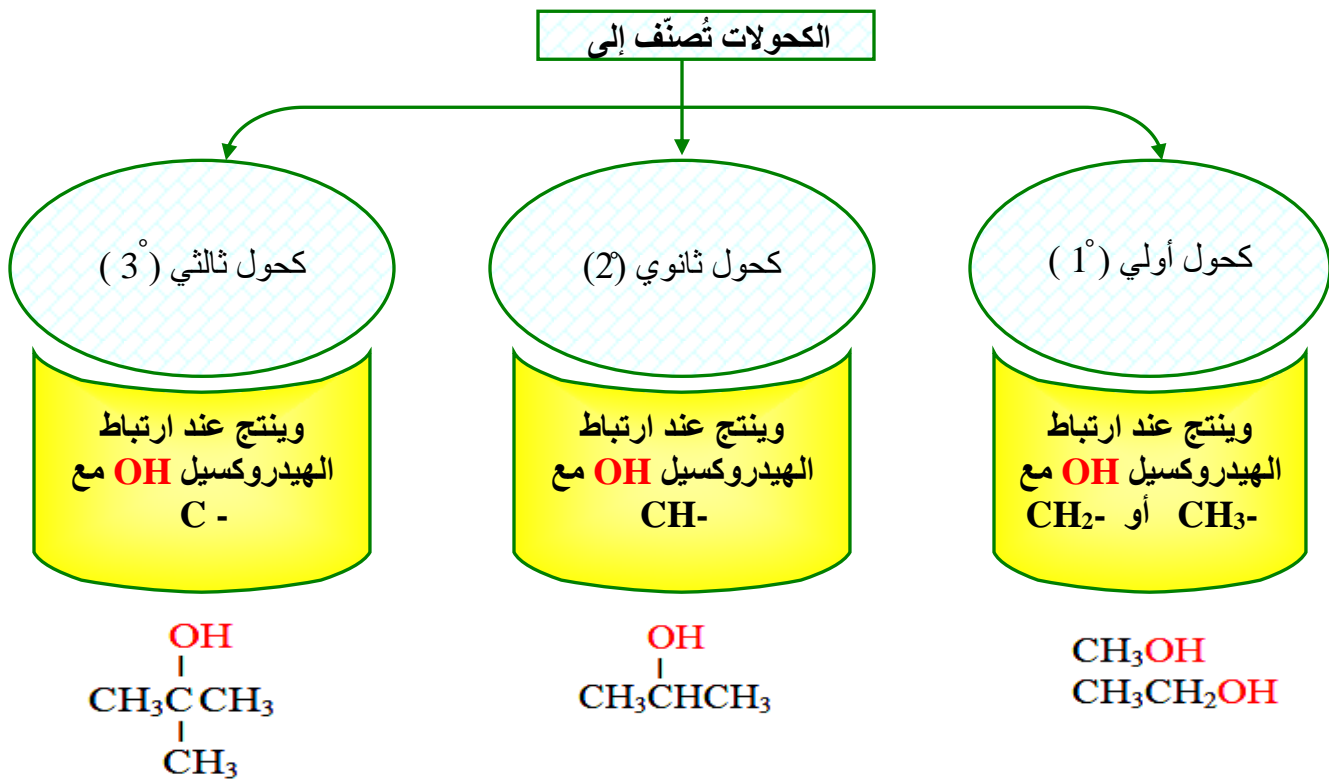 الكحولات تُصنّف إلى
كحول أولي ( 1° )
كحول ثانوي (2°)
كحول ثالثي ( 3° )
وينتج عند ارتباط
الهيدروكسيل OH مع
CH₃- أو CH₂-
وينتج عند ارتباط
الهيدروكسيل OH مع
CH-
وينتج عند ارتباط
الهيدروكسيل OH مع
C -
CH₃OH
CH₃CH₂OH
OH
CH₃CHCH₃
OH
CH₃C CH₃
CH₃